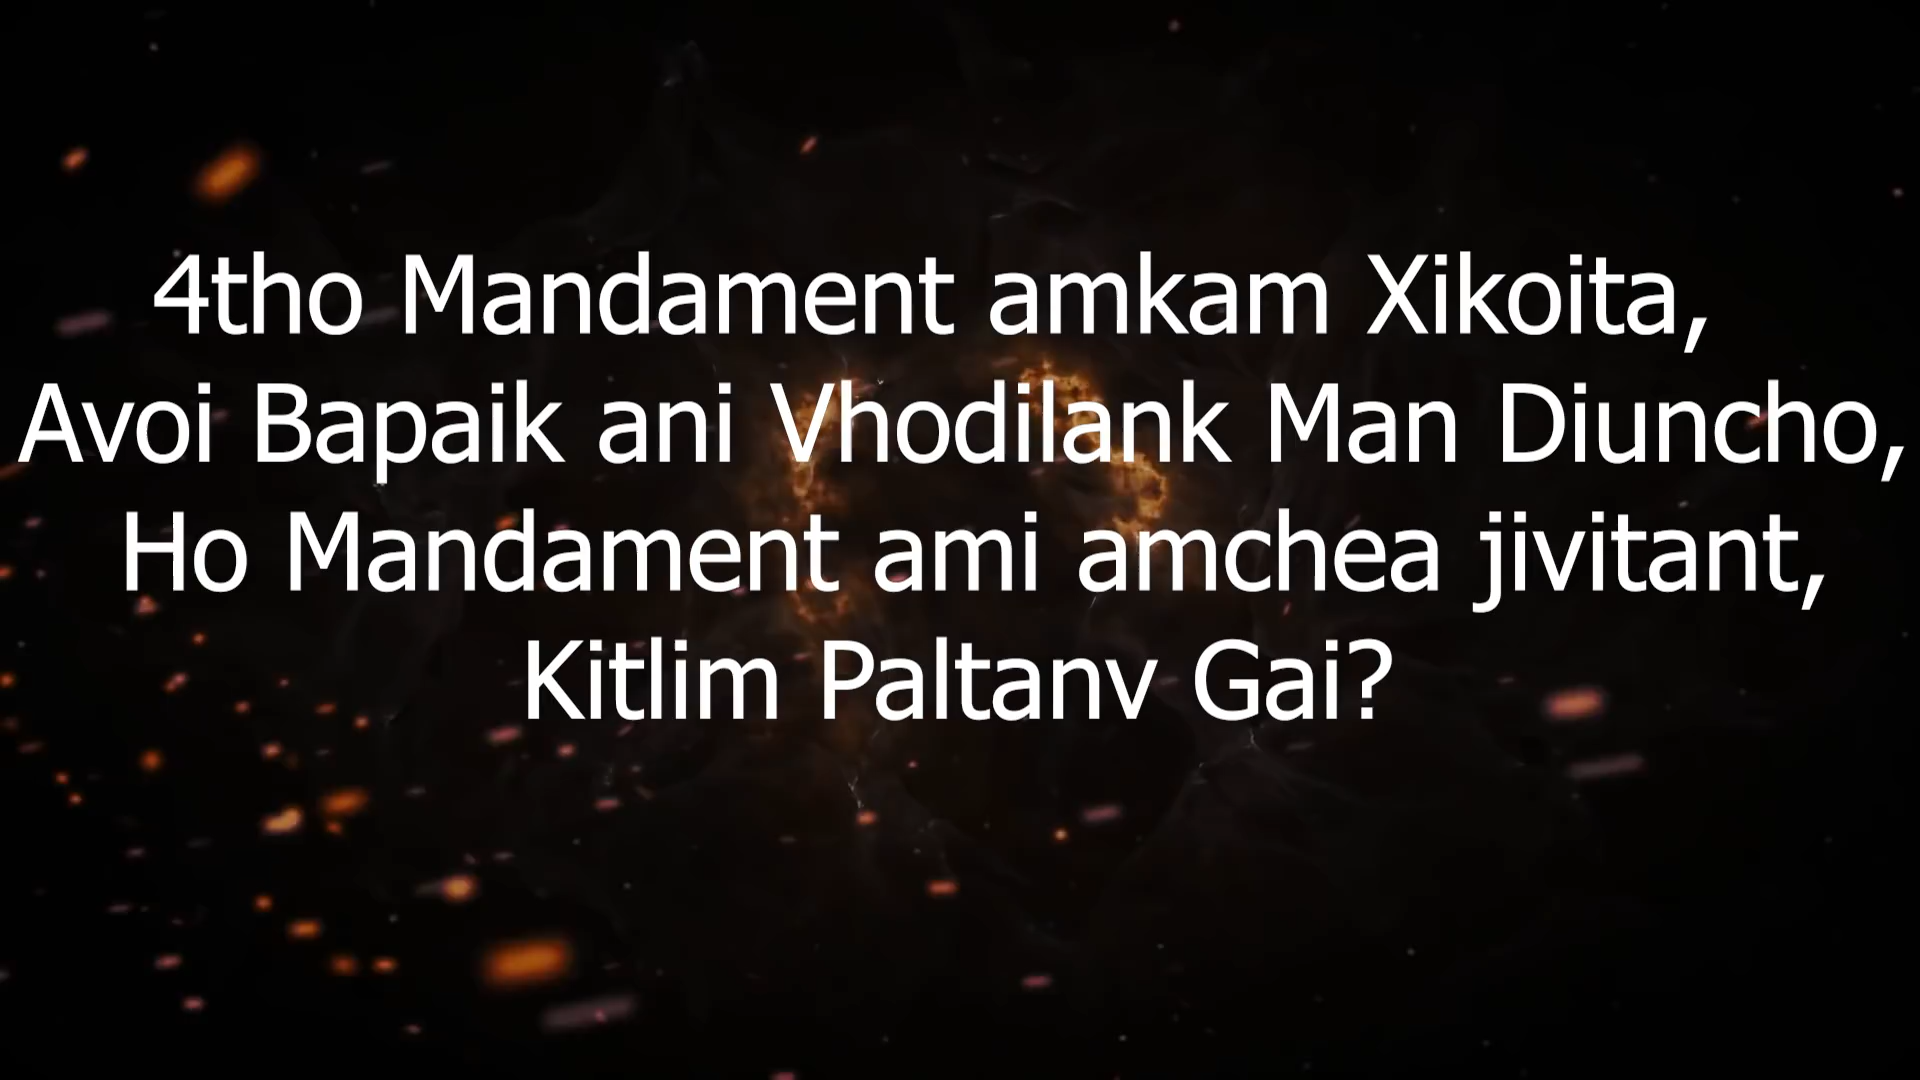 4tho Mandament amkam Xikoita,
Avoi Bapaik ani Vhodilank Man Diuncho,
Ho Mandament ami amchea jivitant,
Kitlim Paltanv Gai?